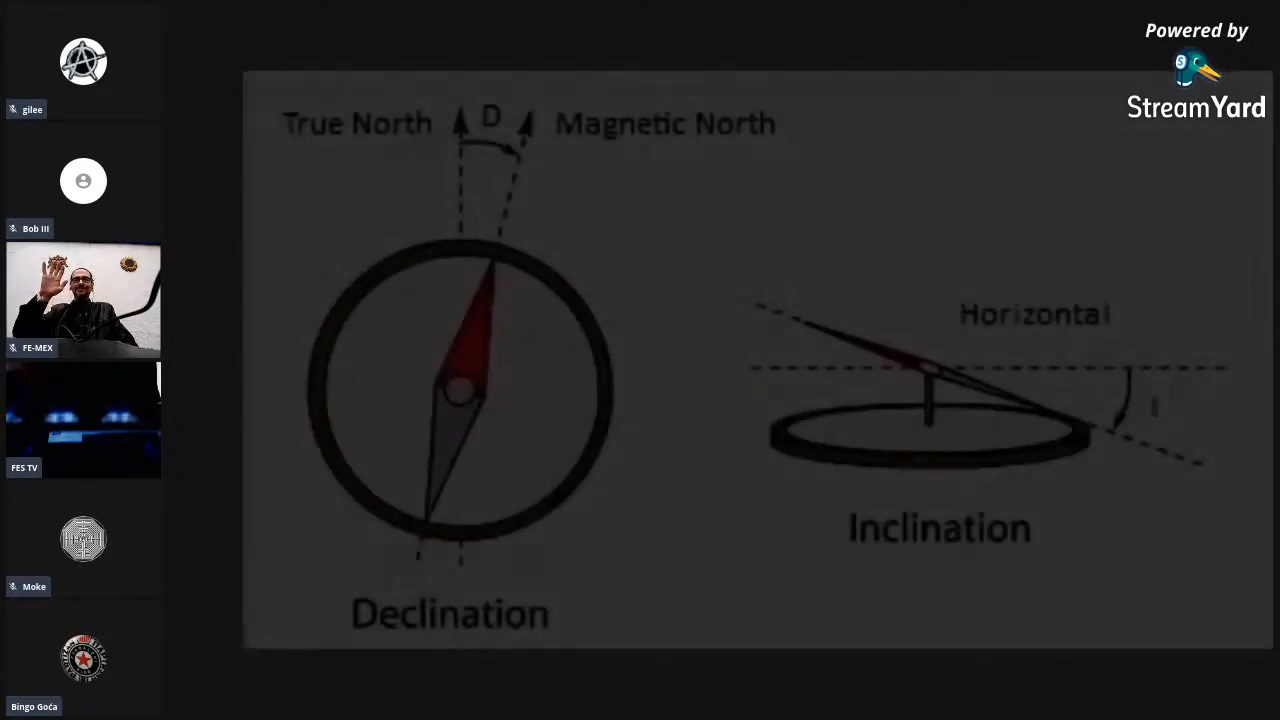 Powered by
StreamYard
gilee
Bob III
FE-MEX
FES TV
Moke
Bingo Goća
True North
D
Magnetic North
Horizontal
I
Inclination
Declination